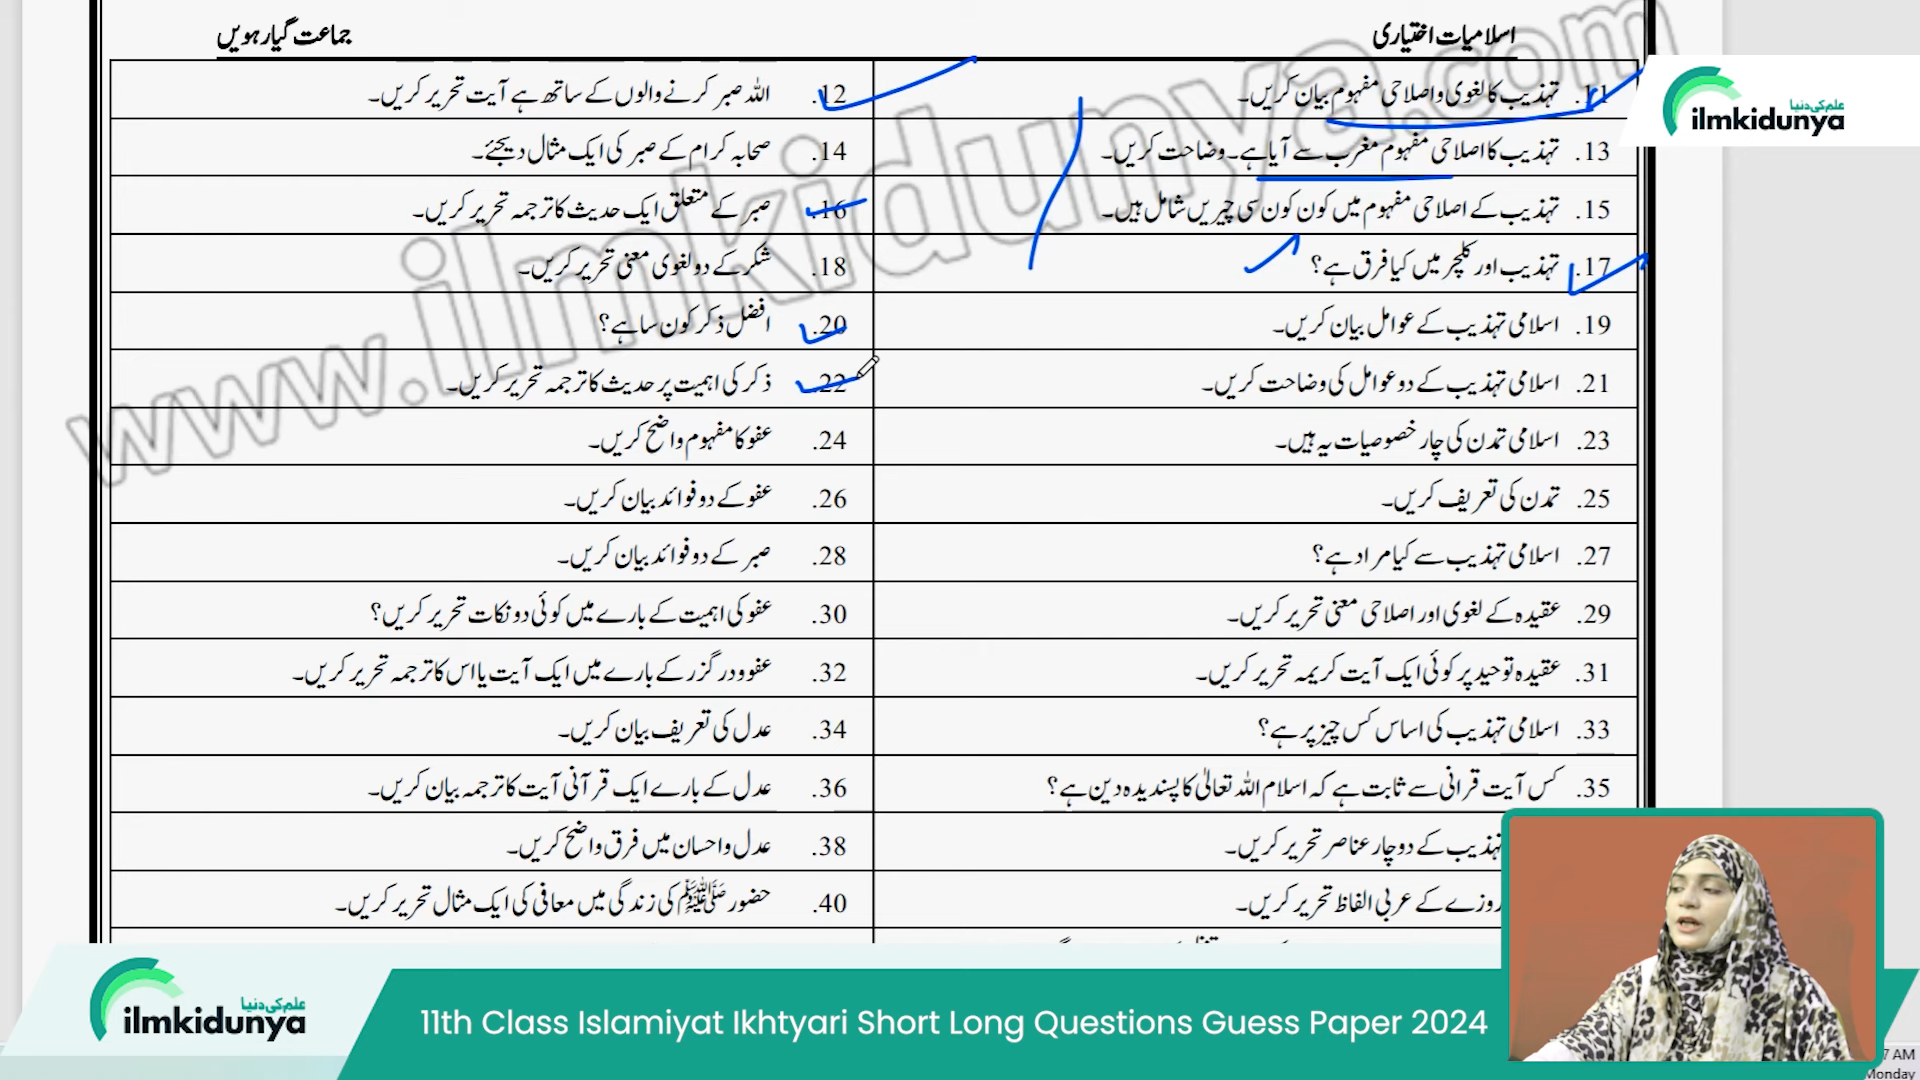 اسلامیات اختیاری
جماعت گیارہویں
11. تہذیب کا لغوی و اصلاحی مفہوم بیان کریں۔
12. اللہ صبر کرنے والوں کے ساتھ ہے آیت تحریر کریں۔
13. تہذیب کا اصلاحی مفہوم مغرب سے آیا ہے۔ وضاحت کریں۔
14. صحابہ کرام کے صبر کی ایک مثال دیجئے۔
15. تہذیب کے اصلاحی مفہوم میں کون کون سی چیزیں شامل ہیں۔
16. صبر کے متعلق ایک حدیث کا ترجمہ تحریر کریں۔
17. تہذیب اور کلچر میں کیا فرق ہے؟
18. شکر کے دو لغوی معنی تحریر کریں۔
19. اسلامی تہذیب کے عوامل بیان کریں۔
20. افضل ذکر کون سا ہے؟
21. اسلامی تہذیب کے دو عوامل کی وضاحت کریں۔
22. ذکر کی اہمیت پر حدیث کا ترجمہ تحریر کریں۔
23. اسلامی تمدن کی چار خصوصیات یہ ہیں۔
24. عفو کا مفہوم واضح کریں۔
25. تمدن کی تعریف کریں۔
26. عفو کے دو فوائد بیان کریں۔
27. اسلامی تہذیب سے کیا مراد ہے؟
28. صبر کے دو فوائد بیان کریں۔
29. عقیدہ کے لغوی اور اصلاحی معنی تحریر کریں۔
30. عفو کی اہمیت کے بارے میں کوئی دو نکات تحریر کریں؟
31. عقیدہ توحید پر کوئی ایک آیت کریمہ تحریر کریں۔
32. عفو و درگزر کے بارے میں ایک آیت یا اس کا ترجمہ تحریر کریں۔
33. اسلامی تہذیب کی اساس کس چیز پر ہے؟
34. عدل کی تعریف بیان کریں۔
35. کس آیت قرانی سے ثابت ہے کہ اسلام اللہ تعالیٰ کا پسندیدہ دین ہے؟
36. عدل کے بارے ایک قرآنی آیت کا ترجمہ بیان کریں۔
تہذیب کے دو چار عناصر تحریر کریں۔
38. عدل و احسان میں فرق واضح کریں۔
روزے کے عربی الفاظ تحریر کریں۔
40. حضور ﷺ کی زندگی میں معافی کی ایک مثال تحریر کریں۔
www.ilmkidunya.com
علم کی دنیا
ilmkidunya
علم کی دنیا
ilmkidunya
11th Class Islamiyat Ikhtyari Short Long Questions Guess Paper 2024
7 AM
Monday